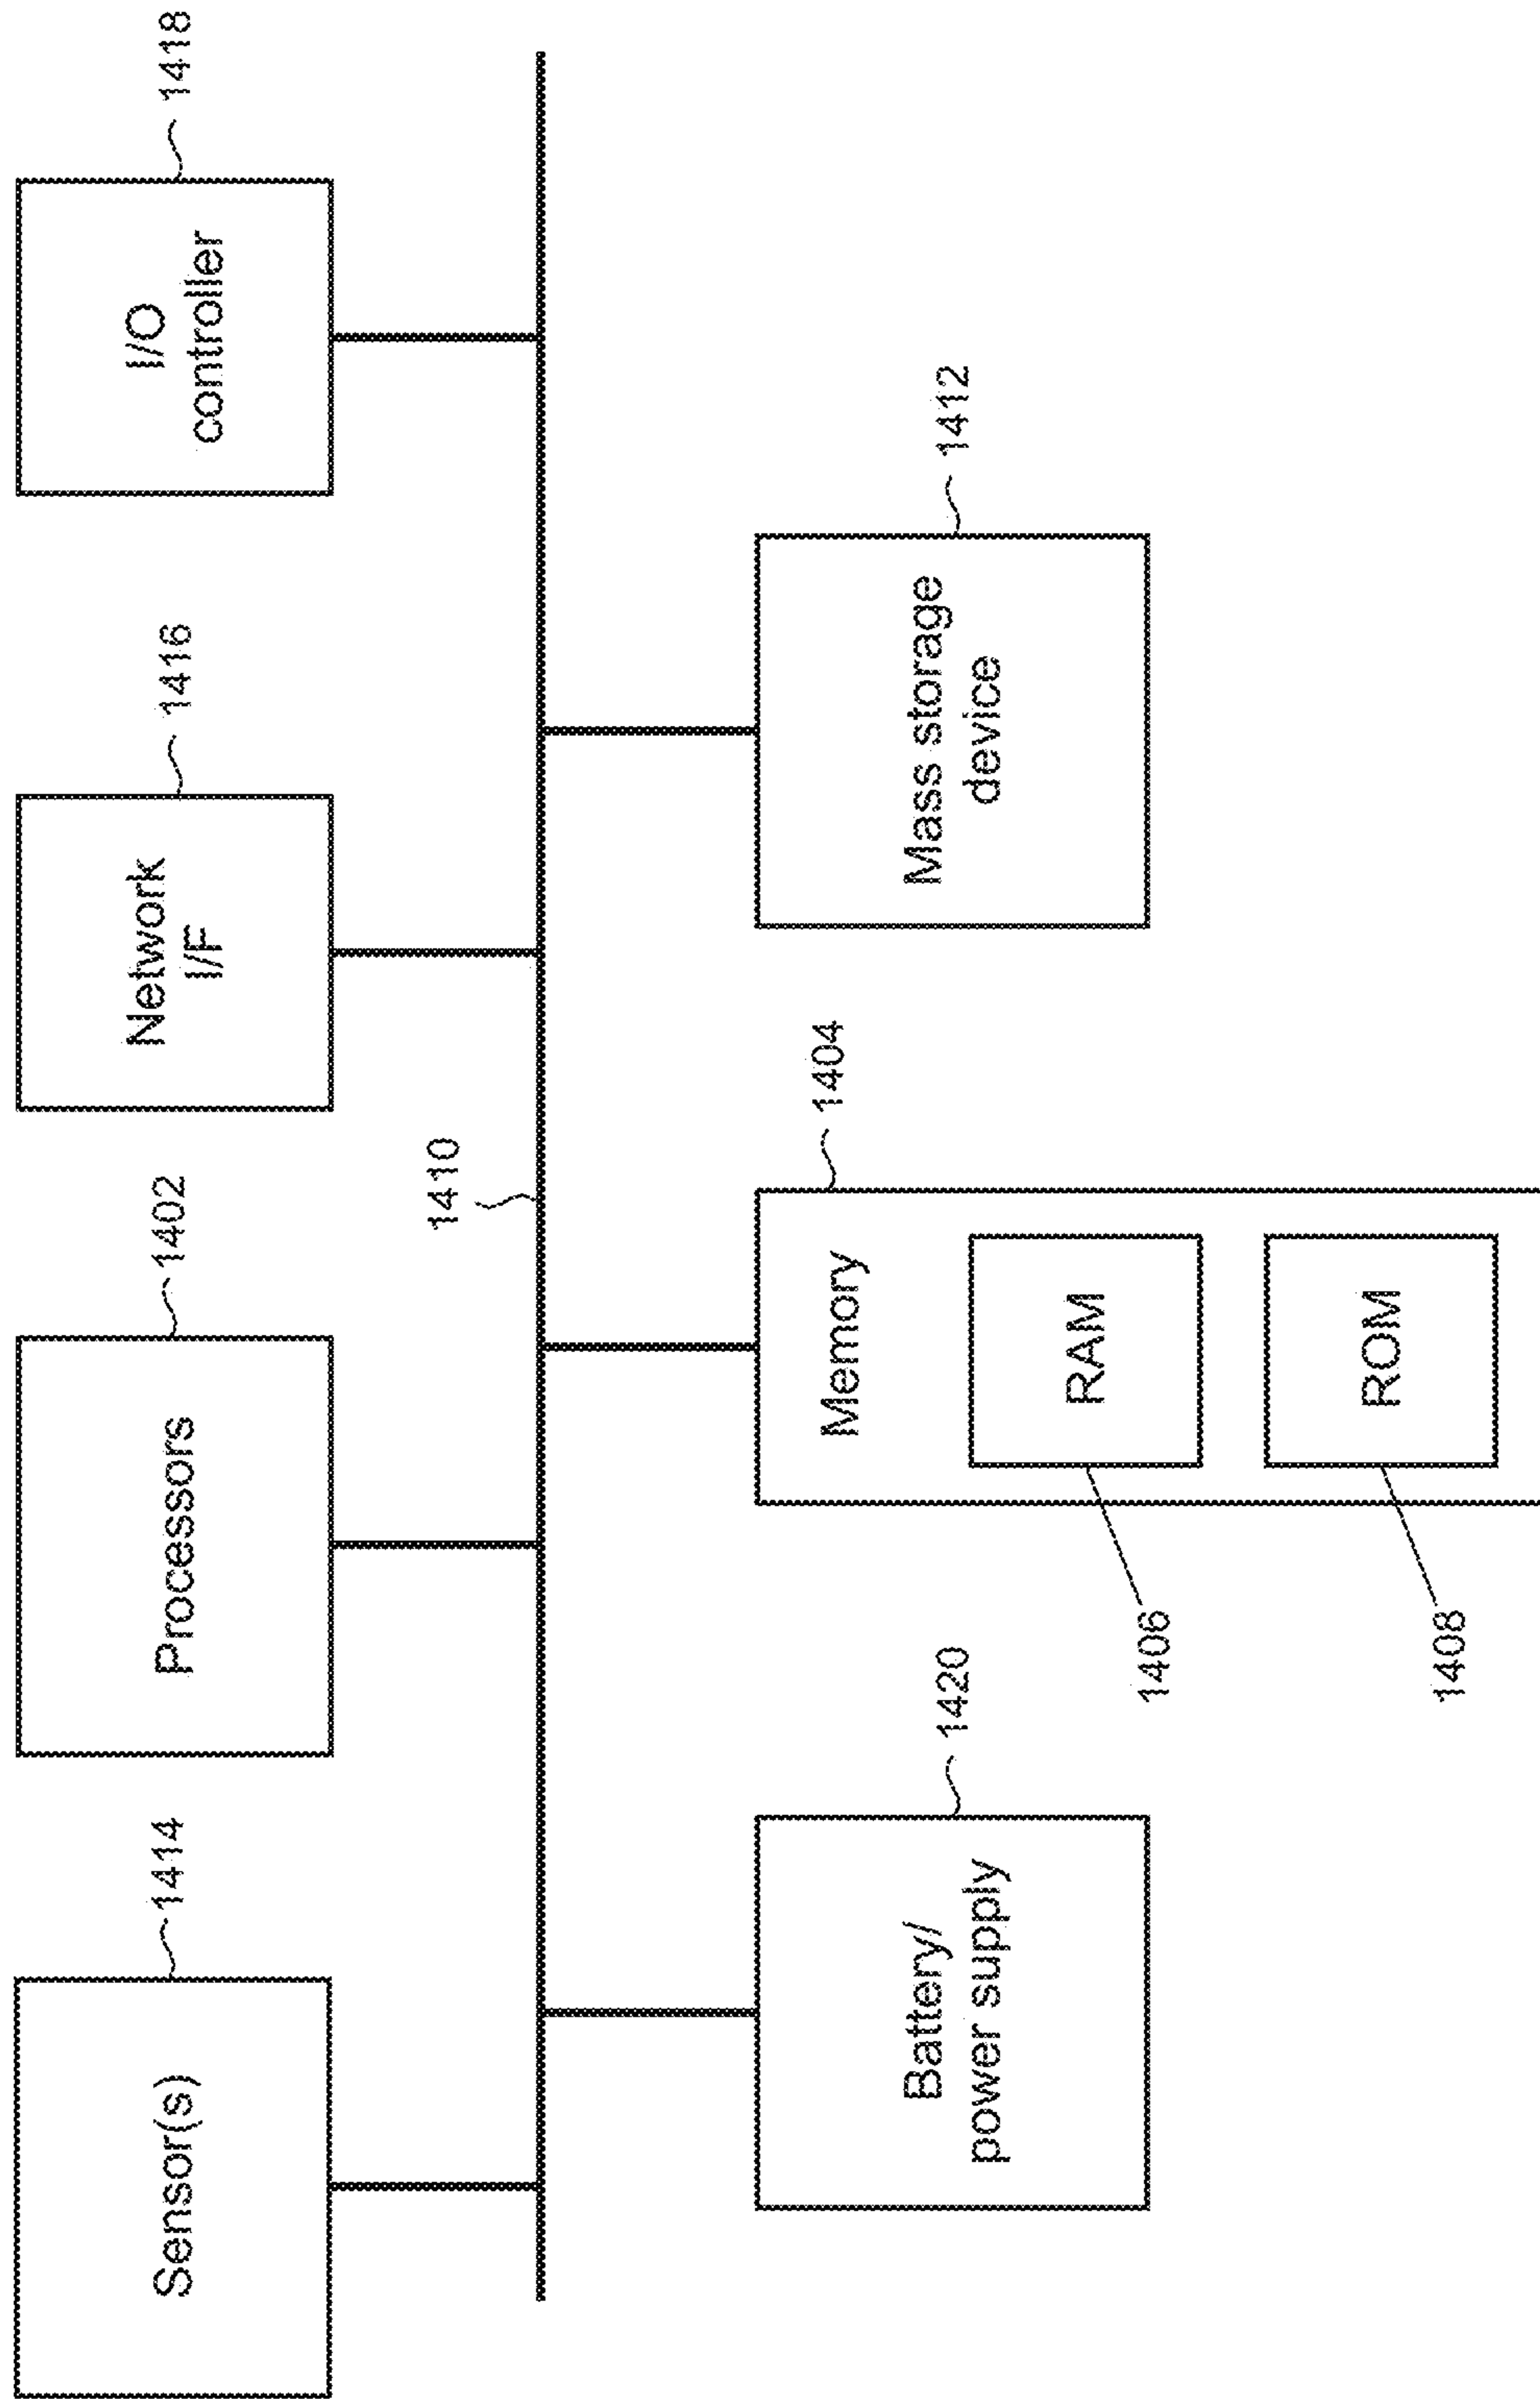 Sensor(s)
1414
Processors
1402
Network
I/F
1416
I/O
controller
1418
1410
Battery/
power supply
1420
Memory
1404
RAM
1406
ROM
1408
Mass storage
device
1412